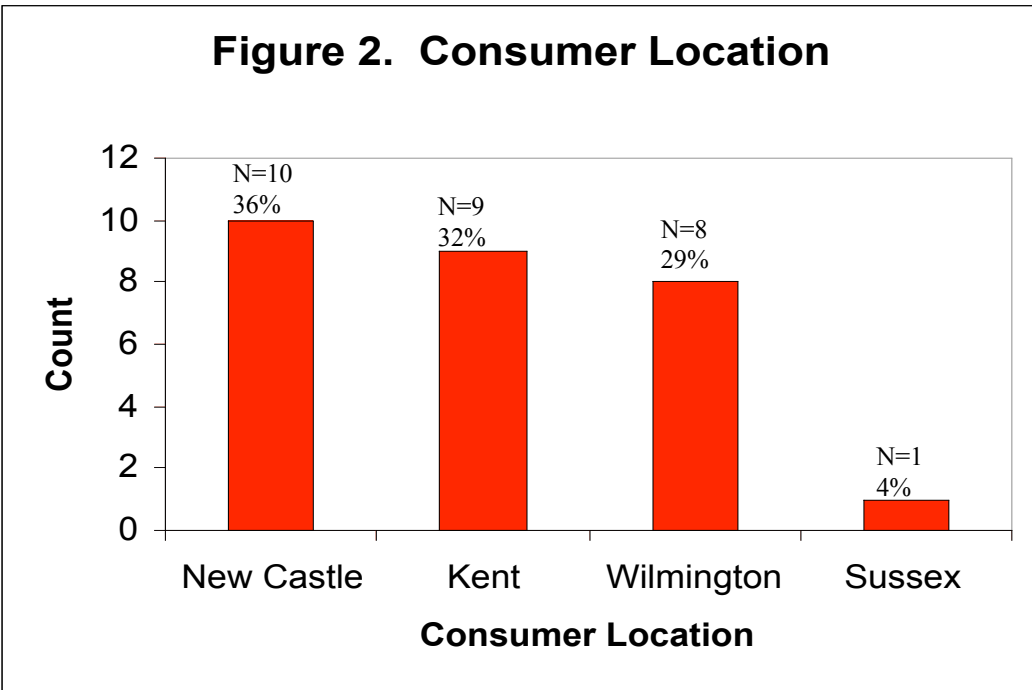 Figure 2. Consumer Location
12
10
8
6
4
2
0
Count
N=10
36%
N=9
32%
N=8
29%
N=1
4%
New Castle
Kent
Wilmington
Sussex
Consumer Location